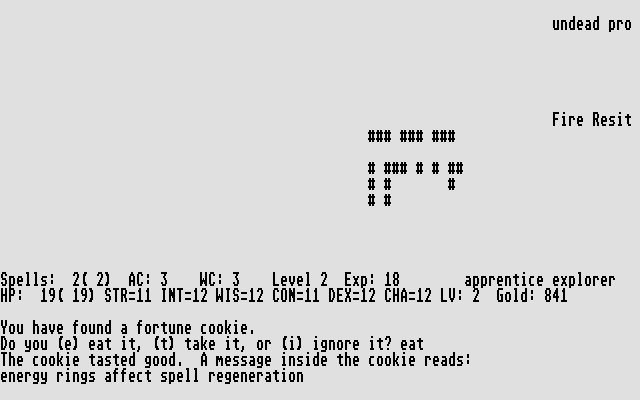 undead pro
Fire Resit
### ### ###
# ### # # ##
# #       #
# #
Spells:  2( 2)  AC: 3    WC: 3    Level 2  Exp: 18        apprentice explorer
HP:  19( 19) STR=11 INT=12 WIS=12 CON=11 DEX=12 CHA=12 LV: 2  Gold: 841
You have found a fortune cookie.
Do you (e) eat it, (t) take it, or (i) ignore it? eat
The cookie tasted good.  A message inside the cookie reads:
energy rings affect spell regeneration